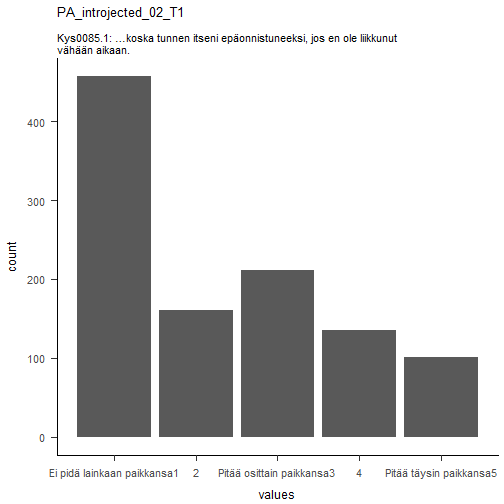 PA_introjected_02_T1
Kys0085.1: …koska tunnen itseni epäonnistuneeksi, jos en ole liikkunut
vähään aikaan.
400
300
200
100
0
count
Ei pidä lainkaan paikkansa1 2 Pitää osittain paikkansa3 4 Pitää täysin paikkansa5
values